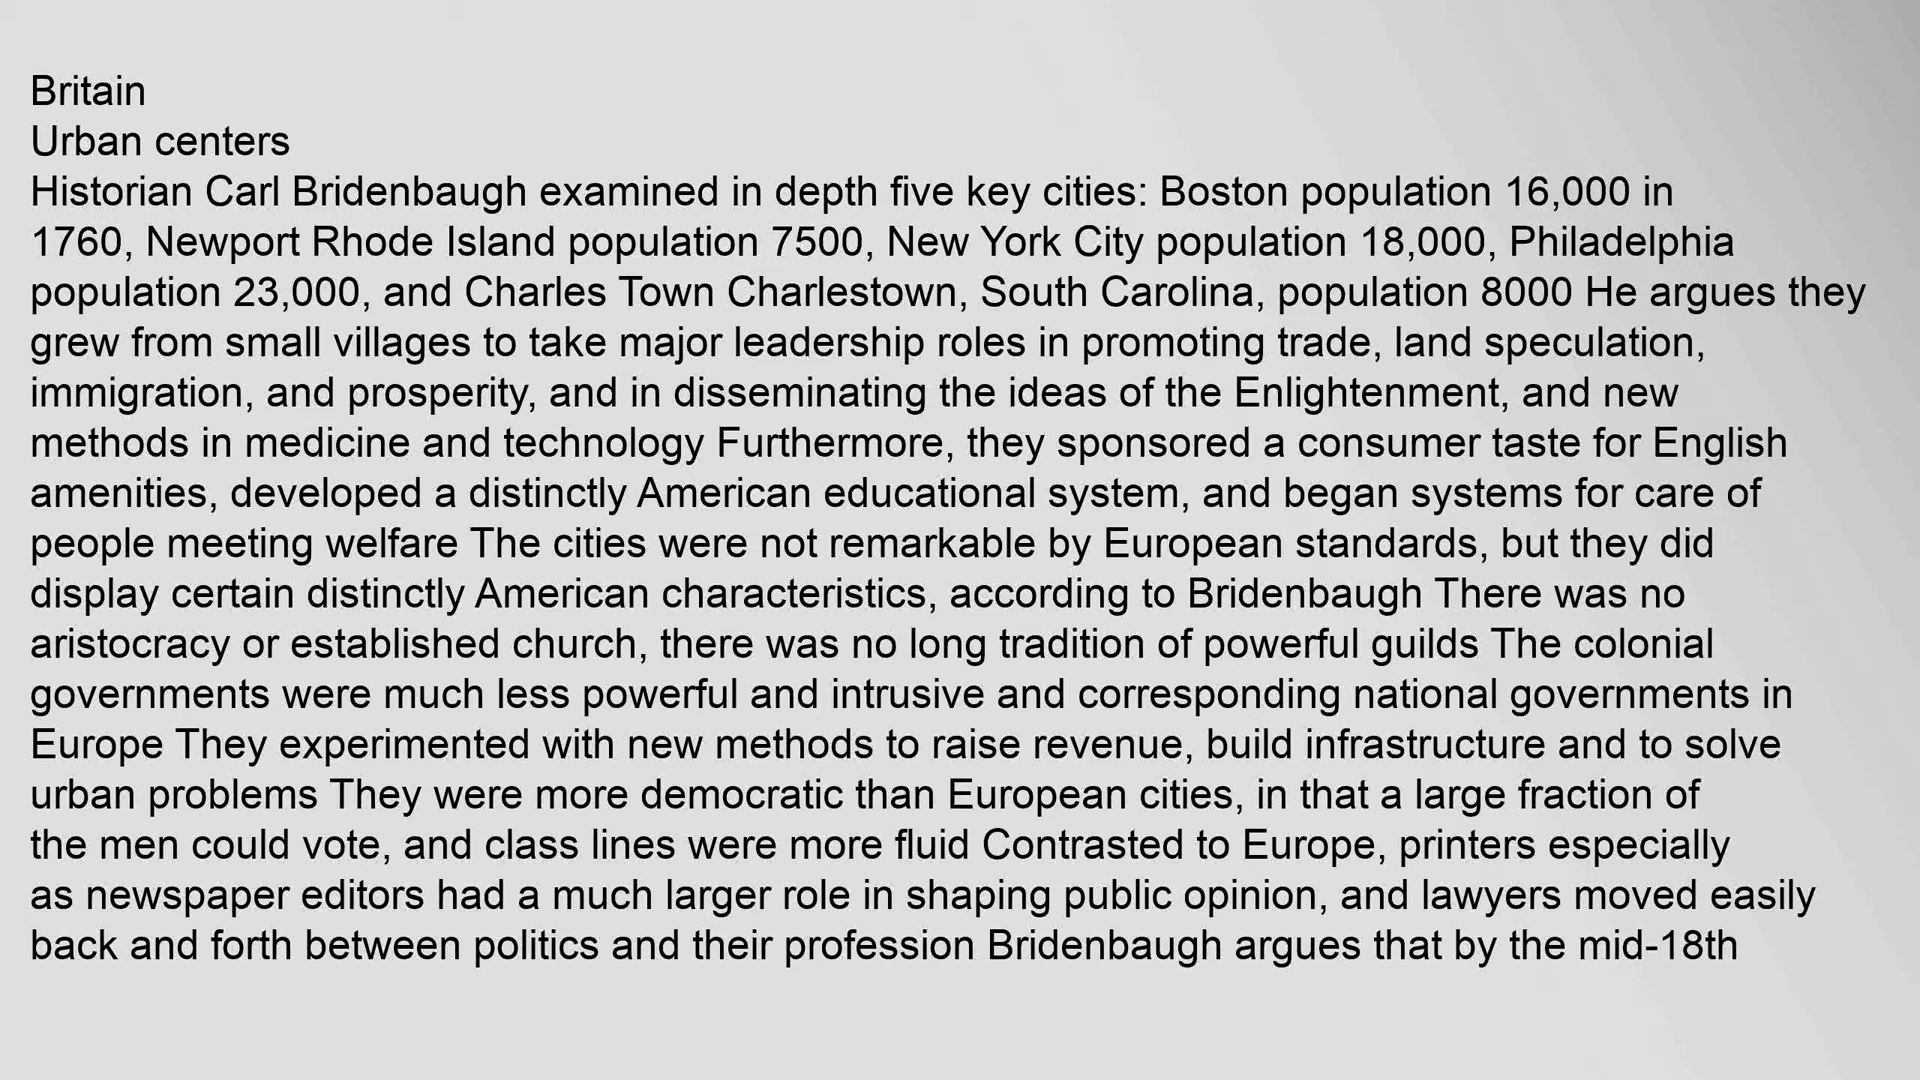 Britain
Urban centers
Historian Carl Bridenbaugh examined in depth five key cities: Boston population 16,000 in
1760, Newport Rhode Island population 7500, New York City population 18,000, Philadelphia
population 23,000, and Charles Town Charlestown, South Carolina, population 8000 He argues they
grew from small villages to take major leadership roles in promoting trade, land speculation,
immigration, and prosperity, and in disseminating the ideas of the Enlightenment, and new
methods in medicine and technology Furthermore, they sponsored a consumer taste for English
amenities, developed a distinctly American educational system, and began systems for care of
people meeting welfare The cities were not remarkable by European standards, but they did
display certain distinctly American characteristics, according to Bridenbaugh There was no
aristocracy or established church, there was no long tradition of powerful guilds The colonial
governments were much less powerful and intrusive and corresponding national governments in
Europe They experimented with new methods to raise revenue, build infrastructure and to solve
urban problems They were more democratic than European cities, in that a large fraction of
the men could vote, and class lines were more fluid Contrasted to Europe, printers especially
as newspaper editors had a much larger role in shaping public opinion, and lawyers moved easily
back and forth between politics and their profession Bridenbaugh argues that by the mid-18th